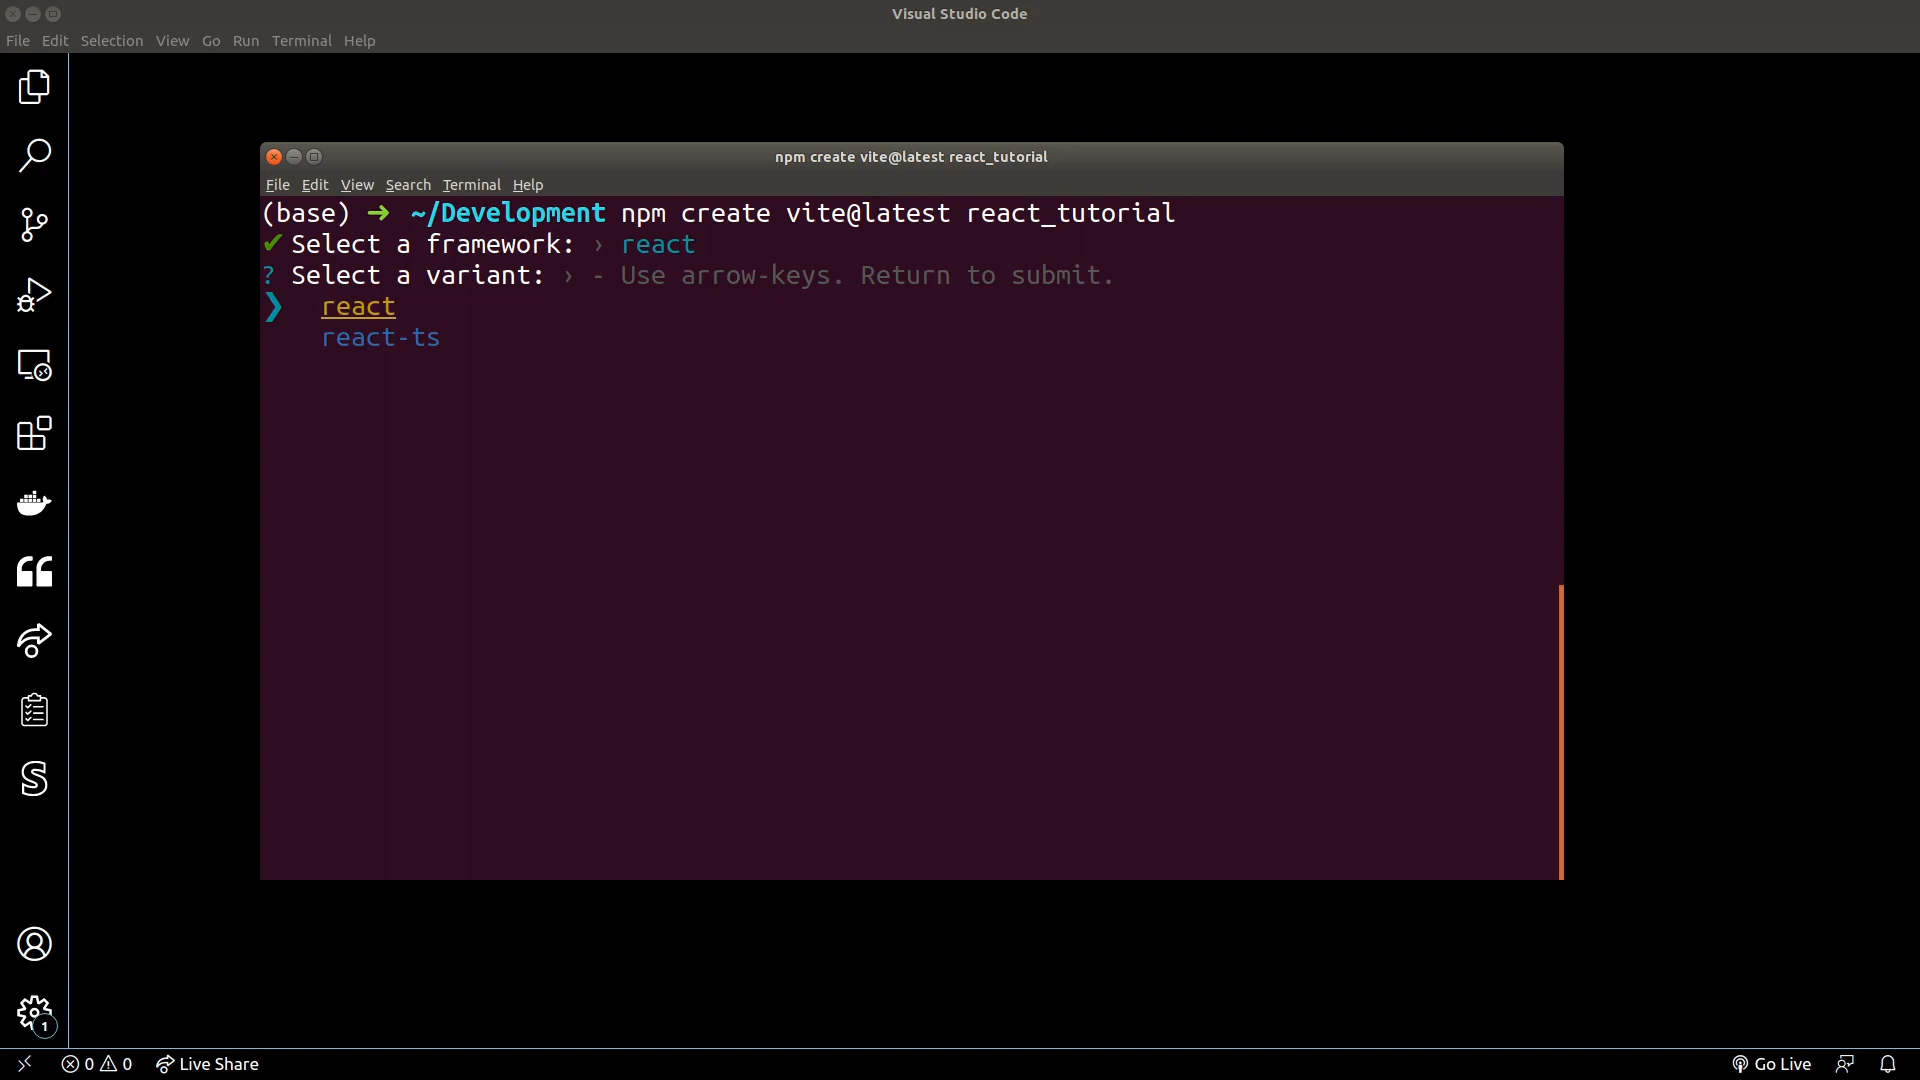 Visual Studio Code
File Edit Selection View Go Run Terminal Help
npm create vite@latest react_tutorial
File Edit View Search Terminal Help
(base) ➜ ~/Development npm create vite@latest react_tutorial
✔ Select a framework: › react
? Select a variant: › - Use arrow-keys. Return to submit.
❯ react
react-ts
1
0 0 Live Share
Go Live